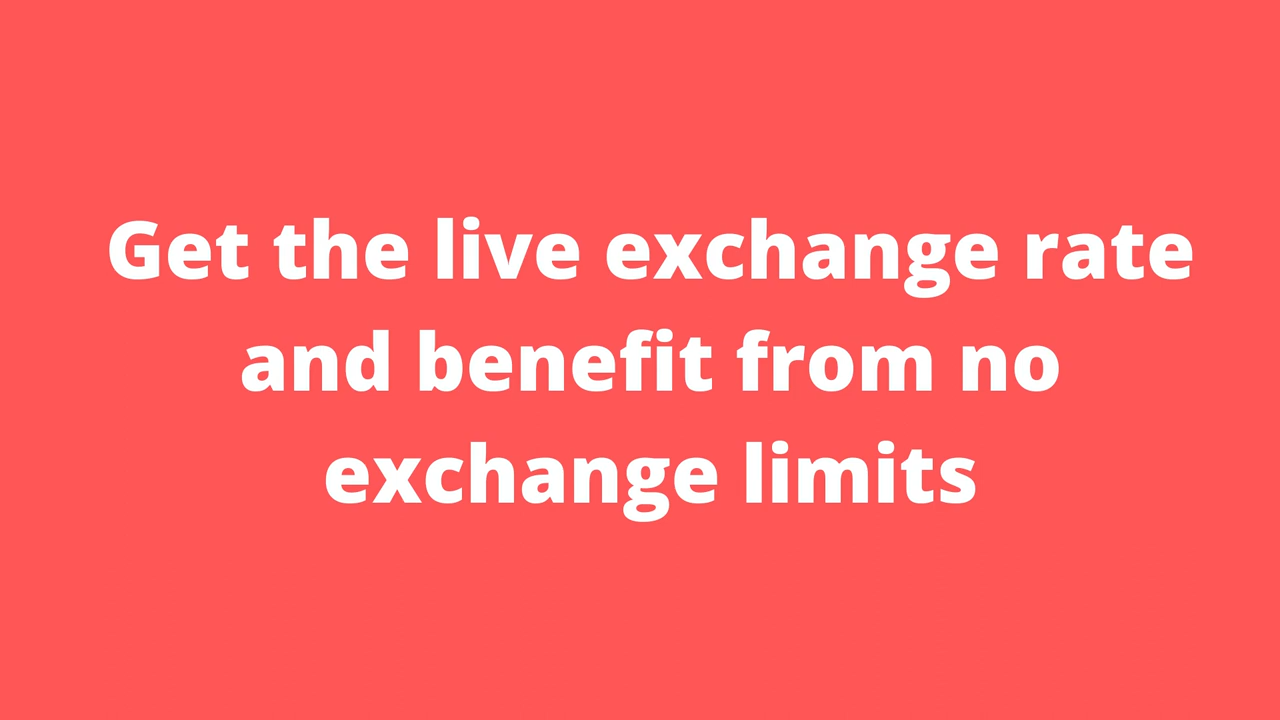 Get the live exchange rate
and benefit from no
exchange limits